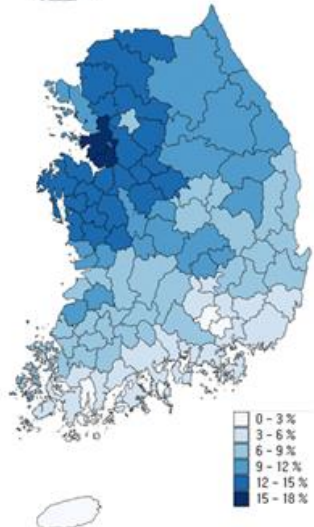 0 – 3 %
3 – 6 %
6 – 9 %
9 – 12 %
12 – 15 %
15 – 18 %